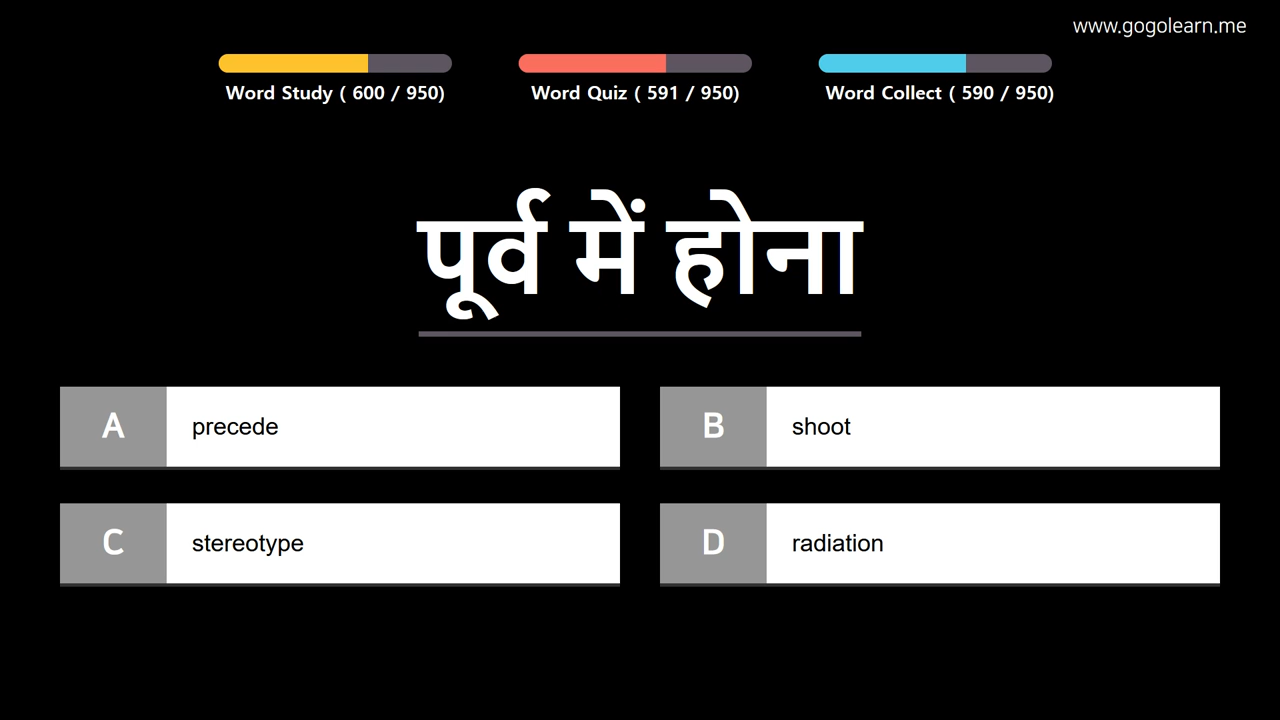 www.gogolearn.me
Word Study ( 600 / 950)
Word Quiz ( 591 / 950)
Word Collect ( 590 / 950)
पूर्व में होना
A precede
B shoot
C stereotype
D radiation